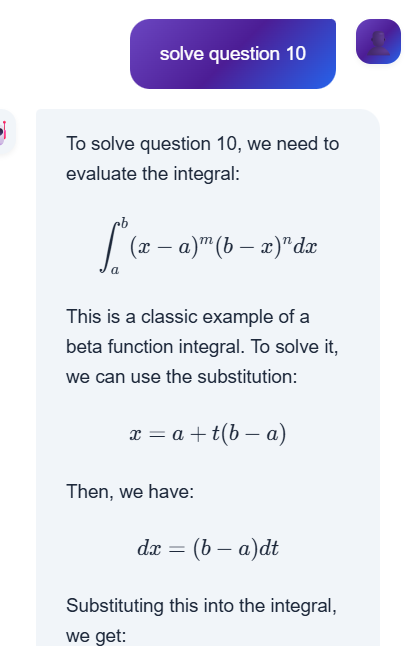 solve question 10
To solve question 10, we need to
evaluate the integral:
∫ₐᵇ(x − a)ᵐ(b − x)ⁿdx
This is a classic example of a
beta function integral. To solve it,
we can use the substitution:
x = a + t(b − a)
Then, we have:
dx = (b − a)dt
Substituting this into the integral,
we get: